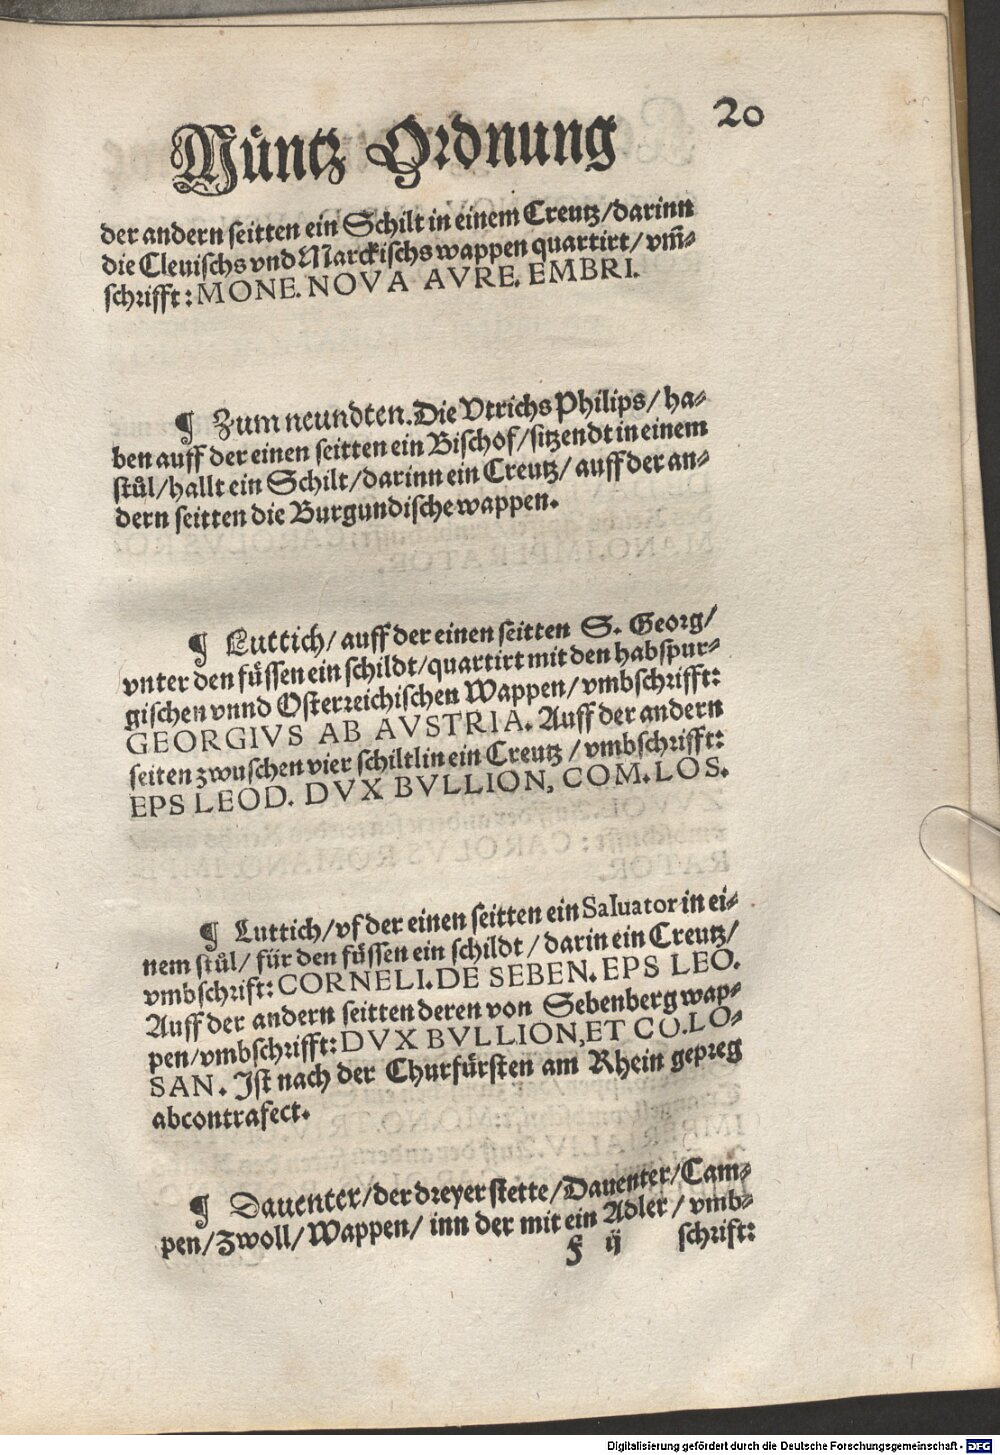 Müntz Ordnung
20
der andern seitten ein Schilt in einem Creutz/darinn
die Cleuischs vnd Marckischs wappen quartirt/vm̃⸗
schrifft: MONE. NOVA AVRE. EMBRI.
¶ Zum neundten. Die Vtrichs Philips/ha⸗
ben auff der einen seitten ein Bischof/sitzendt in einem
stůl/hallt ein Schilt/darinn ein Creutz/auff der an⸗
dern seitten die Burgundische wappen.
¶ Luttich/auff der einen seitten S. Georg/
vnter den füssen ein schildt/quartirt mit den habspur⸗
gischen vnnd Osterreichischen Wappen/vmbschrifft:
GEORGIVS AB AVSTRIA. Auff der andern
seiten zwuschen vier schiltlin ein Creutz/vmbschrifft:
EPS LEOD. DVX BVLLION, COM. LOS.
¶ Luttich/vf der einen seitten ein Saluator in ei⸗
nem stůl/für den füssen ein schildt/darin ein Creutz/
vmbschrift: CORNELI. DE SEBEN. EPS LEO.
Auff der andern seitten deren von Sebenberg wap⸗
pen/vmbschrifft: DVX BVLLION, ET CO. LO⸗
SAN. Ist nach der Churfürsten am Rhein gepreg
abcontrafect.
¶ Dauenter/der dreyer stette/Dauenter/Cam⸗
pen/Zwoll/Wappen/inn der mit ein Adler/vmb⸗
F ij schrift:
Digitalisierung gefördert durch die Deutsche Forschungsgemeinschaft - DFG